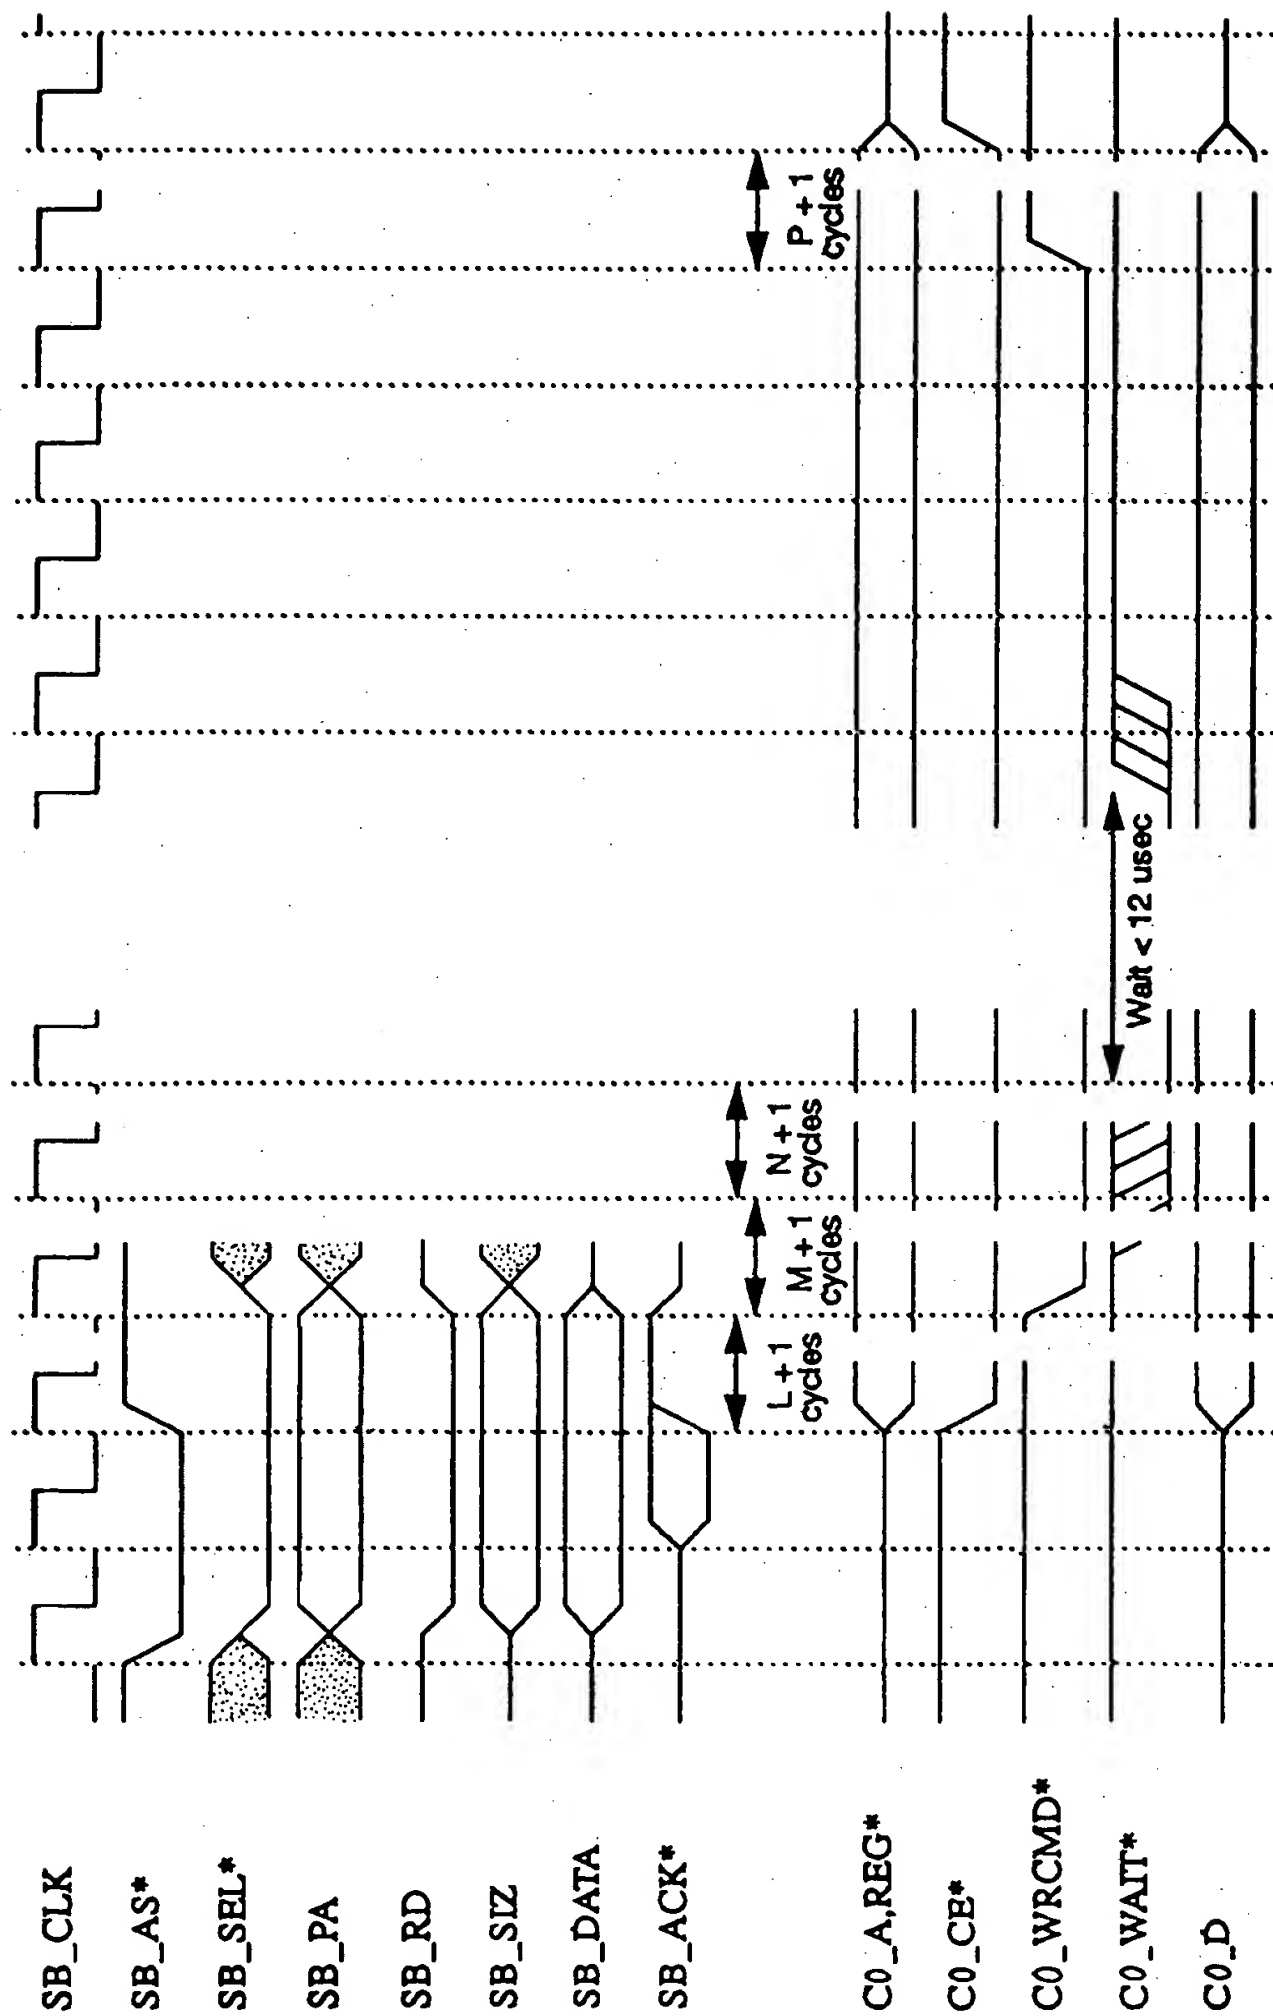 SB_CLK
SB_AS*
SB_SEL*
SB_PA
SB_RD
SB_SIZ
SB_DATA
SB_ACK*
L + 1
cycles
M + 1
cycles
N + 1
cycles
P + 1
cycles
C0_A,REG*
C0_CE*
C0_WRCMD*
C0_WAIT*
Wait < 12 usec
C0_D